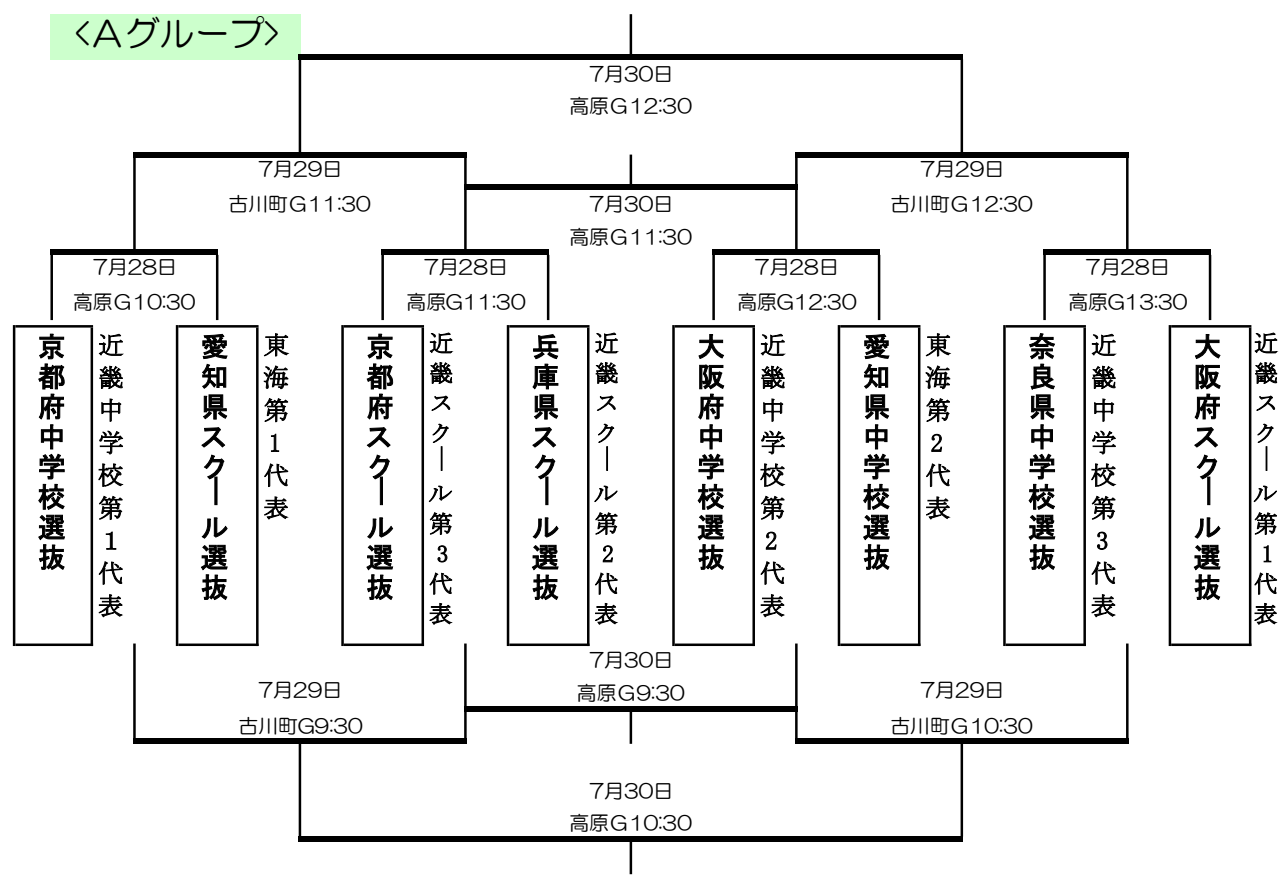 <Aグループ>
7月30日
高原G12:30
7月29日
古川町G11:30
7月30日
高原G11:30
7月29日
古川町G12:30
7月28日
高原G10:30
7月28日
高原G11:30
7月28日
高原G12:30
7月28日
高原G13:30
京都府中学校選抜
近畿中学校第1代表
愛知県スクール選抜
東海第1代表
京都府スクール選抜
近畿スクール第3代表
兵庫県スクール選抜
近畿スクール第2代表
大阪府中学校選抜
近畿中学校第2代表
愛知県中学校選抜
東海第2代表
奈良県中学校選抜
近畿中学校第3代表
大阪府スクール選抜
近畿スクール第1代表
7月29日
古川町G9:30
7月30日
高原G9:30
7月29日
古川町G10:30
7月30日
高原G10:30